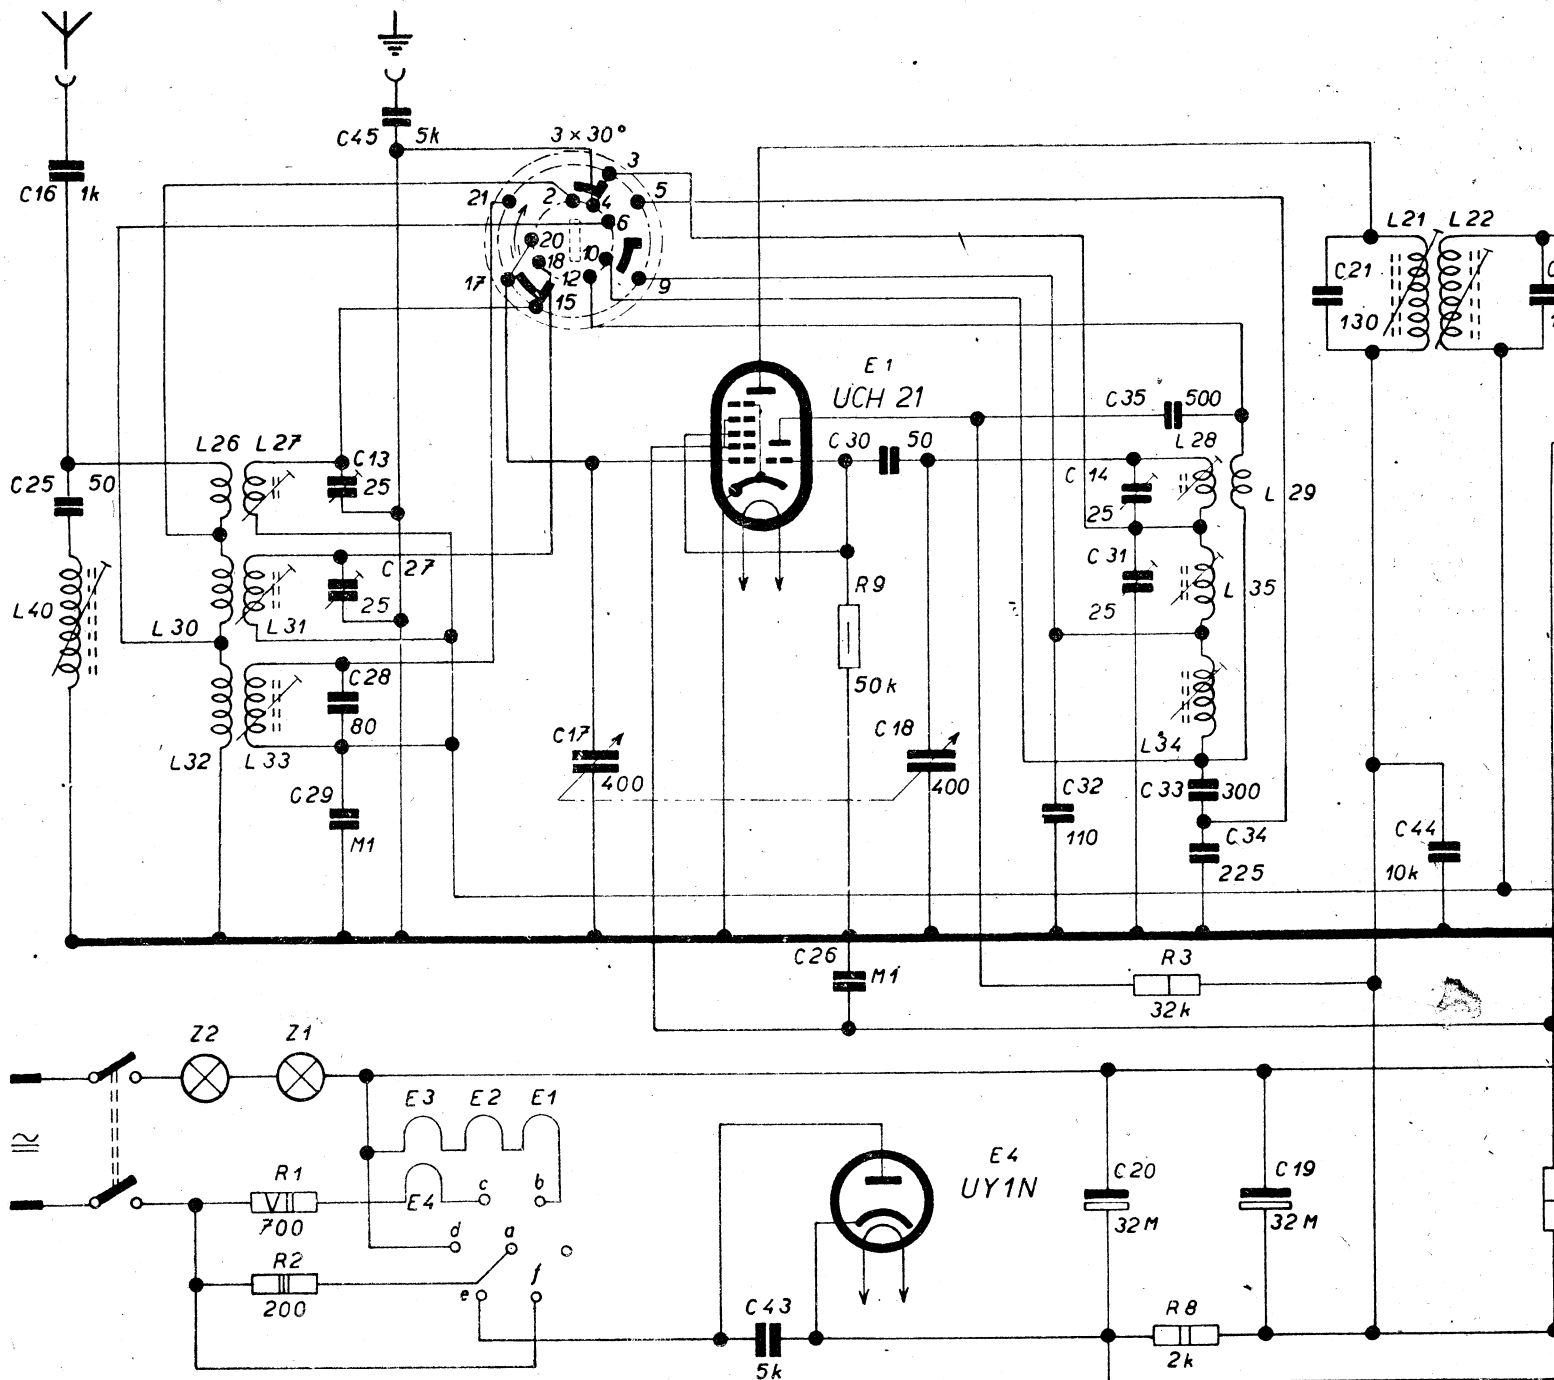 C45 5k
3 × 30°
C16 1k
3
21 2 4 5
6
20 10
18
17 12 9
15
L21 L22
C21
130
E1
UCH 21
C35 500
L26 L27
C13
25
C30 50
L28
C25 50
C14
25
L29
C27
25
C31
25
L35
R9
L40
L30 L31
50k
C28
80
C17
400
C18
400
L32 L33
L34
C29
M1
C32
110
C33 300
C34
225
C44
10k
C26
M1
R3
32k
Z2 Z1
E3 E2 E1
≅
R1
700
E4
c b
E4
UY1N
C20
32M
C19
32M
d a
R2
200
e f
C43
5k
R8
2k